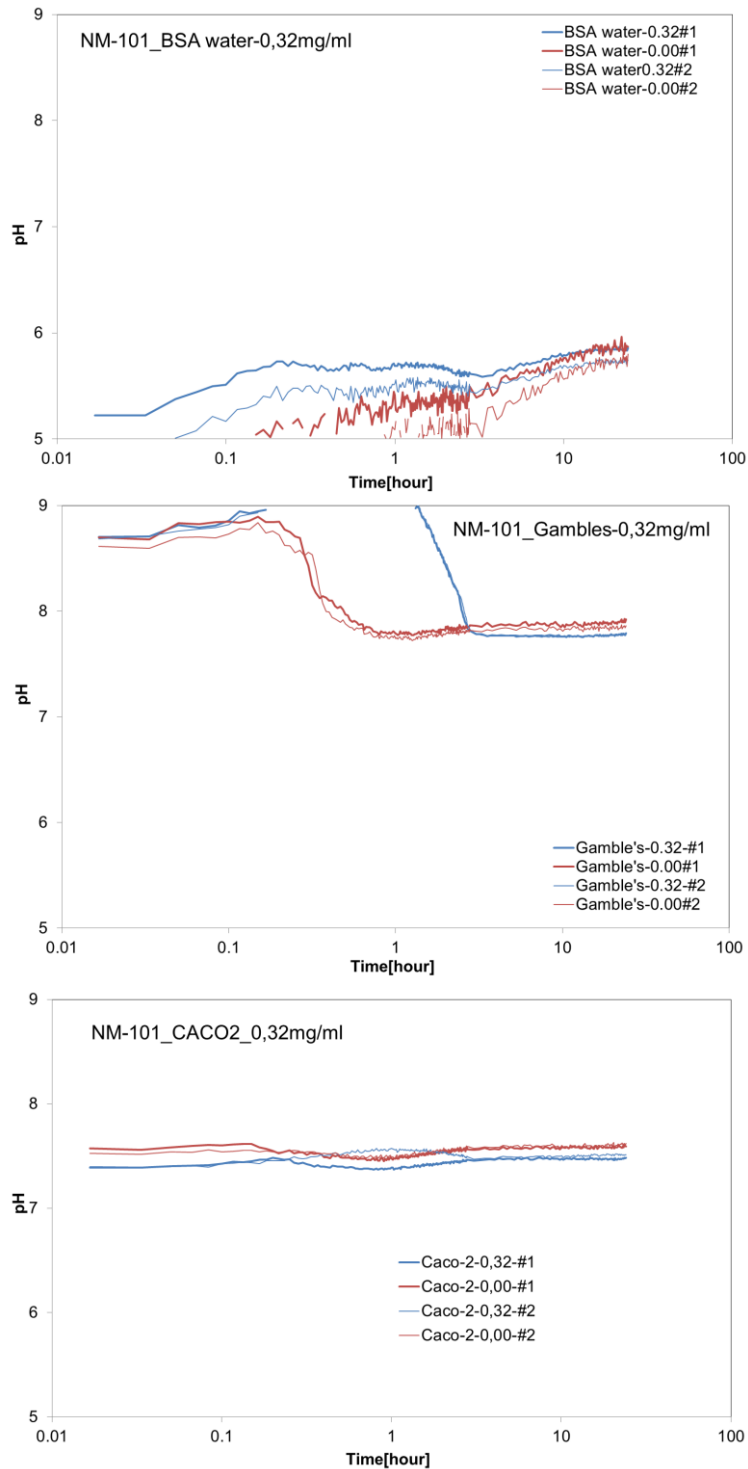 NM-101_BSA water-0,32mg/ml
BSA water-0.32#1
BSA water-0.00#1
BSA water0.32#2
BSA water-0.00#2
9
8
7
6
5
pH
0.01
0.1
1
10
100
Time[hour]
NM-101_Gambles-0,32mg/ml
9
8
7
6
5
pH
Gamble's-0.32-#1
Gamble's-0.00#1
Gamble's-0.32-#2
Gamble's-0.00#2
0.01
0.1
1
10
100
Time[hour]
NM-101_CACO2_0,32mg/ml
9
8
7
6
5
pH
Caco-2-0,32-#1
Caco-2-0,00-#1
Caco-2-0,32-#2
Caco-2-0,00-#2
0.01
0.1
1
10
100
Time[hour]